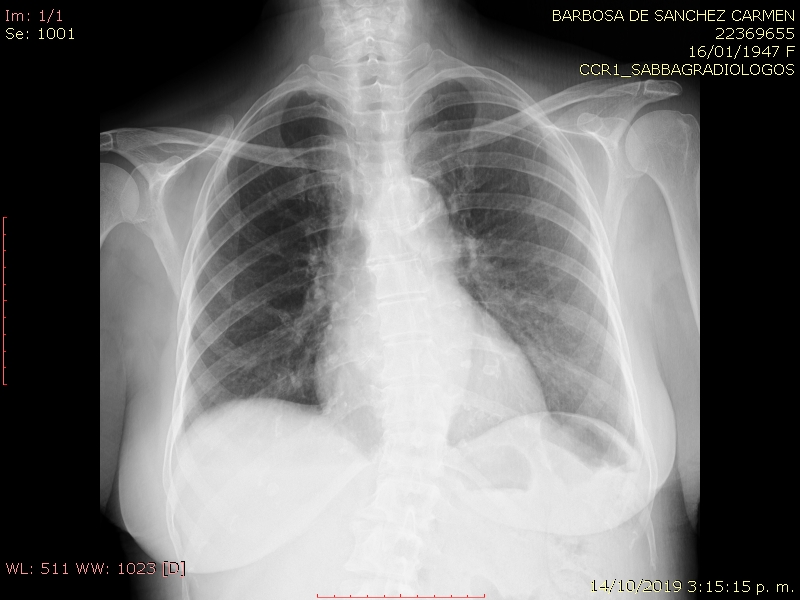 Im: 1/1
Se: 1001
BARBOSA DE SANCHEZ CARMEN
22369655
16/01/1947 F
CCR1_SABBAGRADIOLOGOS
WL: 511 WW: 1023 [D]
14/10/2019 3:15:15 p. m.